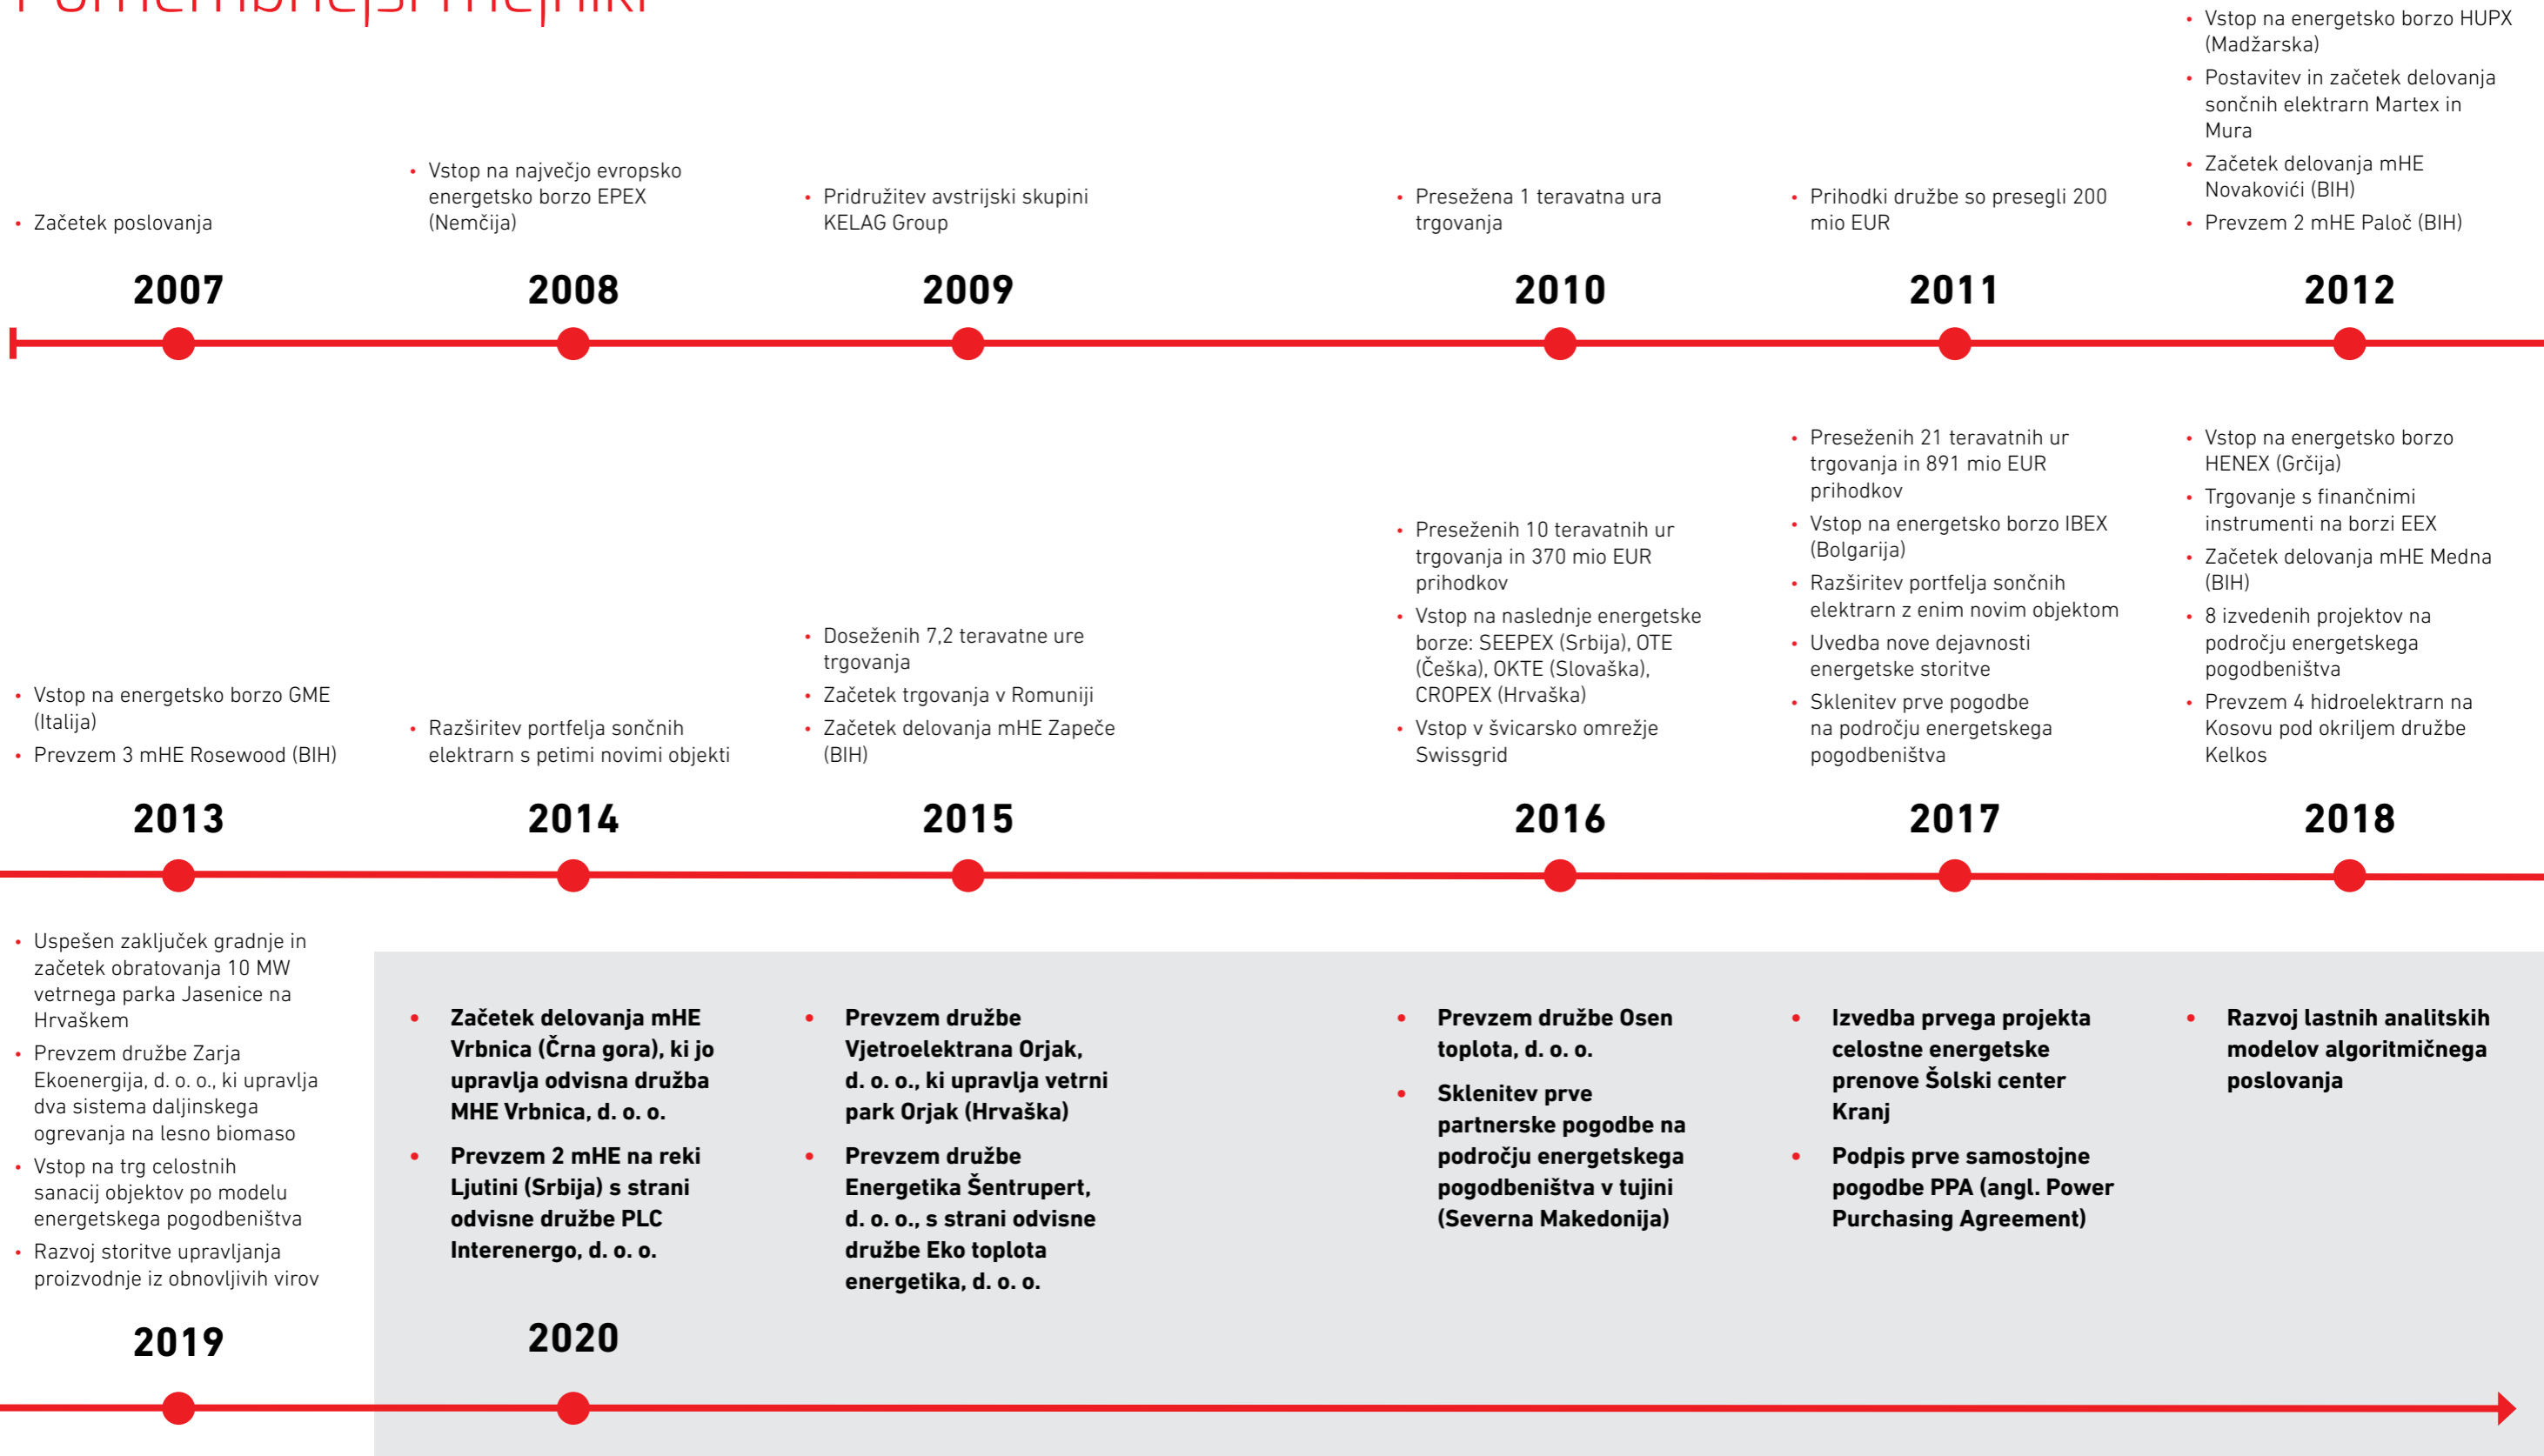 Pomembnejši mejniki
• Začetek poslovanja
2007
• Vstop na največjo evropsko
energetsko borzo EPEX
(Nemčija)
2008
• Pridružitev avstrijski skupini
KELAG Group
2009
• Presežena 1 teravatna ura
trgovanja
2010
• Prihodki družbe so presegli 200
mio EUR
2011
• Vstop na energetsko borzo HUPX
(Madžarska)
• Postavitev in začetek delovanja
sončnih elektrarn Martex in
Mura
• Začetek delovanja mHE
Novakovići (BIH)
• Prevzem 2 mHE Paloč (BIH)
2012
• Vstop na energetsko borzo GME
(Italija)
• Prevzem 3 mHE Rosewood (BIH)
2013
• Razširitev portfelja sončnih
elektrarn s petimi novimi objekti
2014
• Doseženih 7,2 teravatne ure
trgovanja
• Začetek trgovanja v Romuniji
• Začetek delovanja mHE Zapeče
(BIH)
2015
• Preseženih 10 teravatnih ur
trgovanja in 370 mio EUR
prihodkov
• Vstop na naslednje energetske
borze: SEEPEX (Srbija), OTE
(Češka), OKTE (Slovaška),
CROPEX (Hrvaška)
• Vstop v švicarsko omrežje
Swissgrid
2016
• Preseženih 21 teravatnih ur
trgovanja in 891 mio EUR
prihodkov
• Vstop na energetsko borzo IBEX
(Bolgarija)
• Razširitev portfelja sončnih
elektrarn z enim novim objektom
• Uvedba nove dejavnosti
energetske storitve
• Sklenitev prve pogodbe
na področju energetskega
pogodbeništva
2017
• Vstop na energetsko borzo
HENEX (Grčija)
• Trgovanje s finančnimi
instrumenti na borzi EEX
• Začetek delovanja mHE Medna
(BIH)
• 8 izvedenih projektov na
področju energetskega
pogodbeništva
• Prevzem 4 hidroelektrarn na
Kosovu pod okriljem družbe
Kelkos
2018
• Uspešen zaključek gradnje in
začetek obratovanja 10 MW
vetrnega parka Jasenice na
Hrvaškem
• Prevzem družbe Zarja
Ekoenergija, d. o. o., ki upravlja
dva sistema daljinskega
ogrevanja na lesno biomaso
• Vstop na trg celostnih
sanacij objektov po modelu
energetskega pogodbeništva
• Razvoj storitve upravljanja
proizvodnje iz obnovljivih virov
2019
• Začetek delovanja mHE
Vrbnica (Črna gora), ki jo
upravlja odvisna družba
MHE Vrbnica, d. o. o.
• Prevzem 2 mHE na reki
Ljutini (Srbija) s strani
odvisne družbe PLC
Interenergo, d. o. o.
2020
• Prevzem družbe
Vjetroelektrana Orjak,
d. o. o., ki upravlja vetrni
park Orjak (Hrvaška)
• Prevzem družbe
Energetika Šentrupert,
d. o. o., s strani odvisne
družbe Eko toplota
energetika, d. o. o.
• Prevzem družbe Osen
toplota, d. o. o.
• Sklenitev prve
partnerske pogodbe na
področju energetskega
pogodbeništva v tujini
(Severna Makedonija)
• Izvedba prvega projekta
celostne energetske
prenove Šolski center
Kranj
• Podpis prve samostojne
pogodbe PPA (angl. Power
Purchasing Agreement)
• Razvoj lastnih analitskih
modelov algoritmičnega
poslovanja